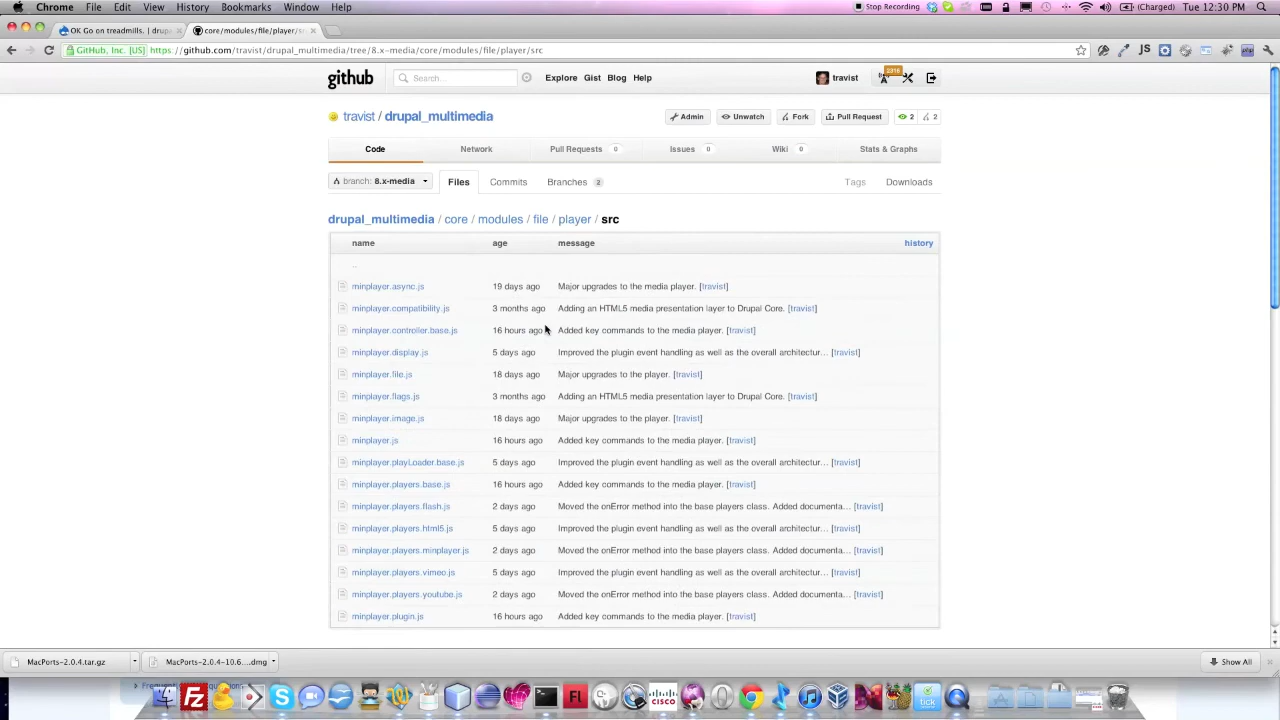 Chrome File Edit View History Bookmarks Window Help
Stop Recording (Charged) Tue 12:30 PM
OK Go on treadmills. | drup
core/modules/file/player/sr
GitHub, Inc. [US] https://github.com/travist/drupal_multimedia/tree/8.x-media/core/modules/file/player/src
github Search... Explore Gist Blog Help travist
travist / drupal_multimedia Admin Unwatch Fork Pull Request 2 2
Code Network Pull Requests 0 Issues 0 Wiki 0 Stats & Graphs
branch: 8.x-media Files Commits Branches 2 Tags Downloads
drupal_multimedia / core / modules / file / player / src
name age message history
..
minplayer.async.js 19 days ago Major upgrades to the media player. [travist]
minplayer.compatibility.js 3 months ago Adding an HTML5 media presentation layer to Drupal Core. [travist]
minplayer.controller.base.js 16 hours ago Added key commands to the media player. [travist]
minplayer.display.js 5 days ago Improved the plugin event handling as well as the overall architectur... [travist]
minplayer.file.js 18 days ago Major upgrades to the player. [travist]
minplayer.flags.js 3 months ago Adding an HTML5 media presentation layer to Drupal Core. [travist]
minplayer.image.js 18 days ago Major upgrades to the player. [travist]
minplayer.js 16 hours ago Added key commands to the media player. [travist]
minplayer.playLoader.base.js 5 days ago Improved the plugin event handling as well as the overall architectur... [travist]
minplayer.players.base.js 16 hours ago Added key commands to the media player. [travist]
minplayer.players.flash.js 2 days ago Moved the onError method into the base players class. Added documenta... [travist]
minplayer.players.html5.js 5 days ago Improved the plugin event handling as well as the overall architectur... [travist]
minplayer.players.minplayer.js 2 days ago Moved the onError method into the base players class. Added documenta... [travist]
minplayer.players.vimeo.js 5 days ago Improved the plugin event handling as well as the overall architectur... [travist]
minplayer.players.youtube.js 2 days ago Moved the onError method into the base players class. Added documenta... [travist]
minplayer.plugin.js 16 hours ago Added key commands to the media player. [travist]
MacPorts-2.0.4.tar.gz MacPorts-2.0.4-10.6....dmg Show All
Fl
cisco
tick